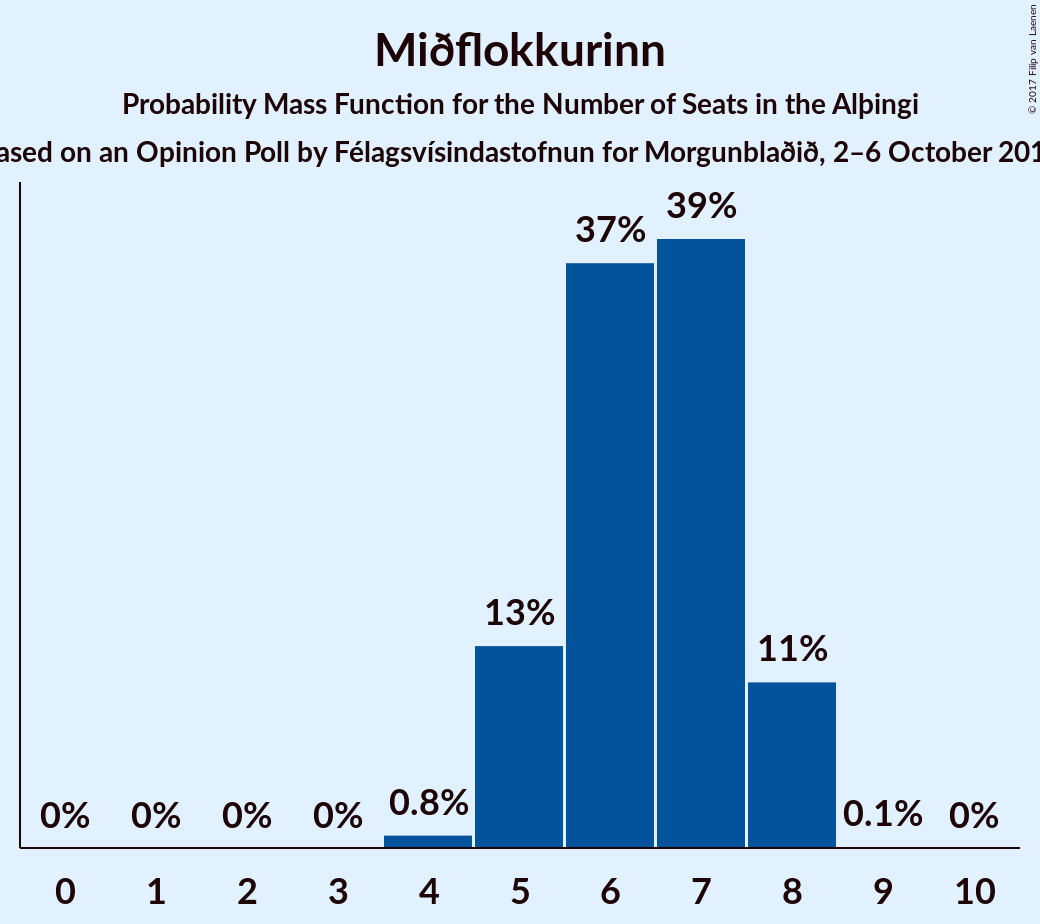 Miðflokkurinn
Probability Mass Function for the Number of Seats in the Alþingi
ased on an Opinion Poll by Félagsvísindastofnun for Morgunblaðið, 2–6 October 201
© 2017 Filip van Laenen
39%
37%
13%
11%
0% 0% 0% 0% 0.8% 0.1% 0%
0 1 2 3 4 5 6 7 8 9 10